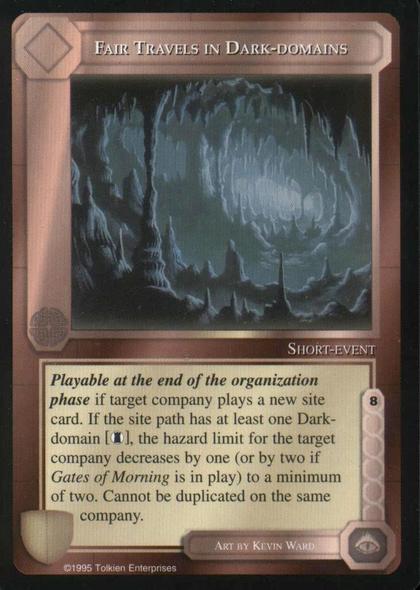 Fair Travels in Dark-domains
Short-event
Playable at the end of the organization
phase if target company plays a new site
card. If the site path has at least one Dark-
domain [ ], the hazard limit for the target
company decreases by one (or by two if
Gates of Morning is in play) to a minimum
of two. Cannot be duplicated on the same
company.
8
Art by Kevin Ward
©1995 Tolkien Enterprises